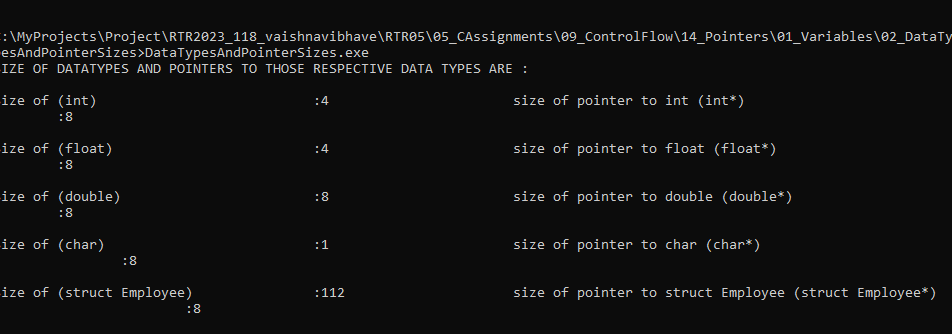 :\MyProjects\Project\RTR2023_118_vaishnavibhave\RTR05\05_CAssignments\09_ControlFlow\14_Pointers\01_Variables\02_DataTy
pesAndPointerSizes>DataTypesAndPointerSizes.exe
SIZE OF DATATYPES AND POINTERS TO THOSE RESPECTIVE DATA TYPES ARE :
ize of (int) :4 size of pointer to int (int*)
:8
ize of (float) :4 size of pointer to float (float*)
:8
ize of (double) :8 size of pointer to double (double*)
:8
ize of (char) :1 size of pointer to char (char*)
:8
ize of (struct Employee) :112 size of pointer to struct Employee (struct Employee*)
:8